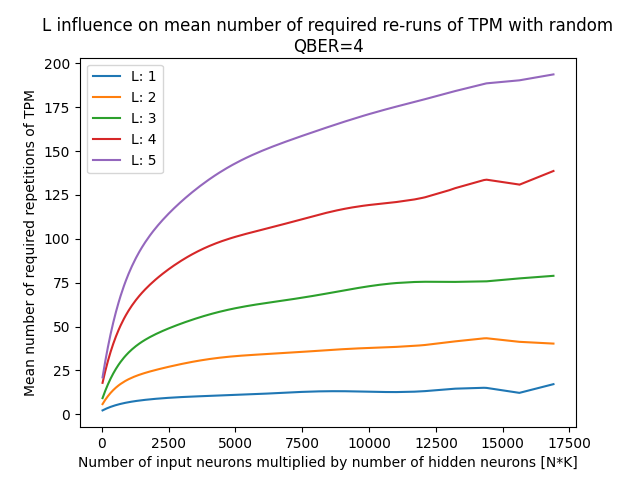 L influence on mean number of required re-runs of TPM with random
QBER=4
200
175
150
125
100
75
50
25
0
Mean number of required repetitions of TPM
L: 1
L: 2
L: 3
L: 4
L: 5
0 2500 5000 7500 10000 12500 15000 17500
Number of input neurons multiplied by number of hidden neurons [N*K]